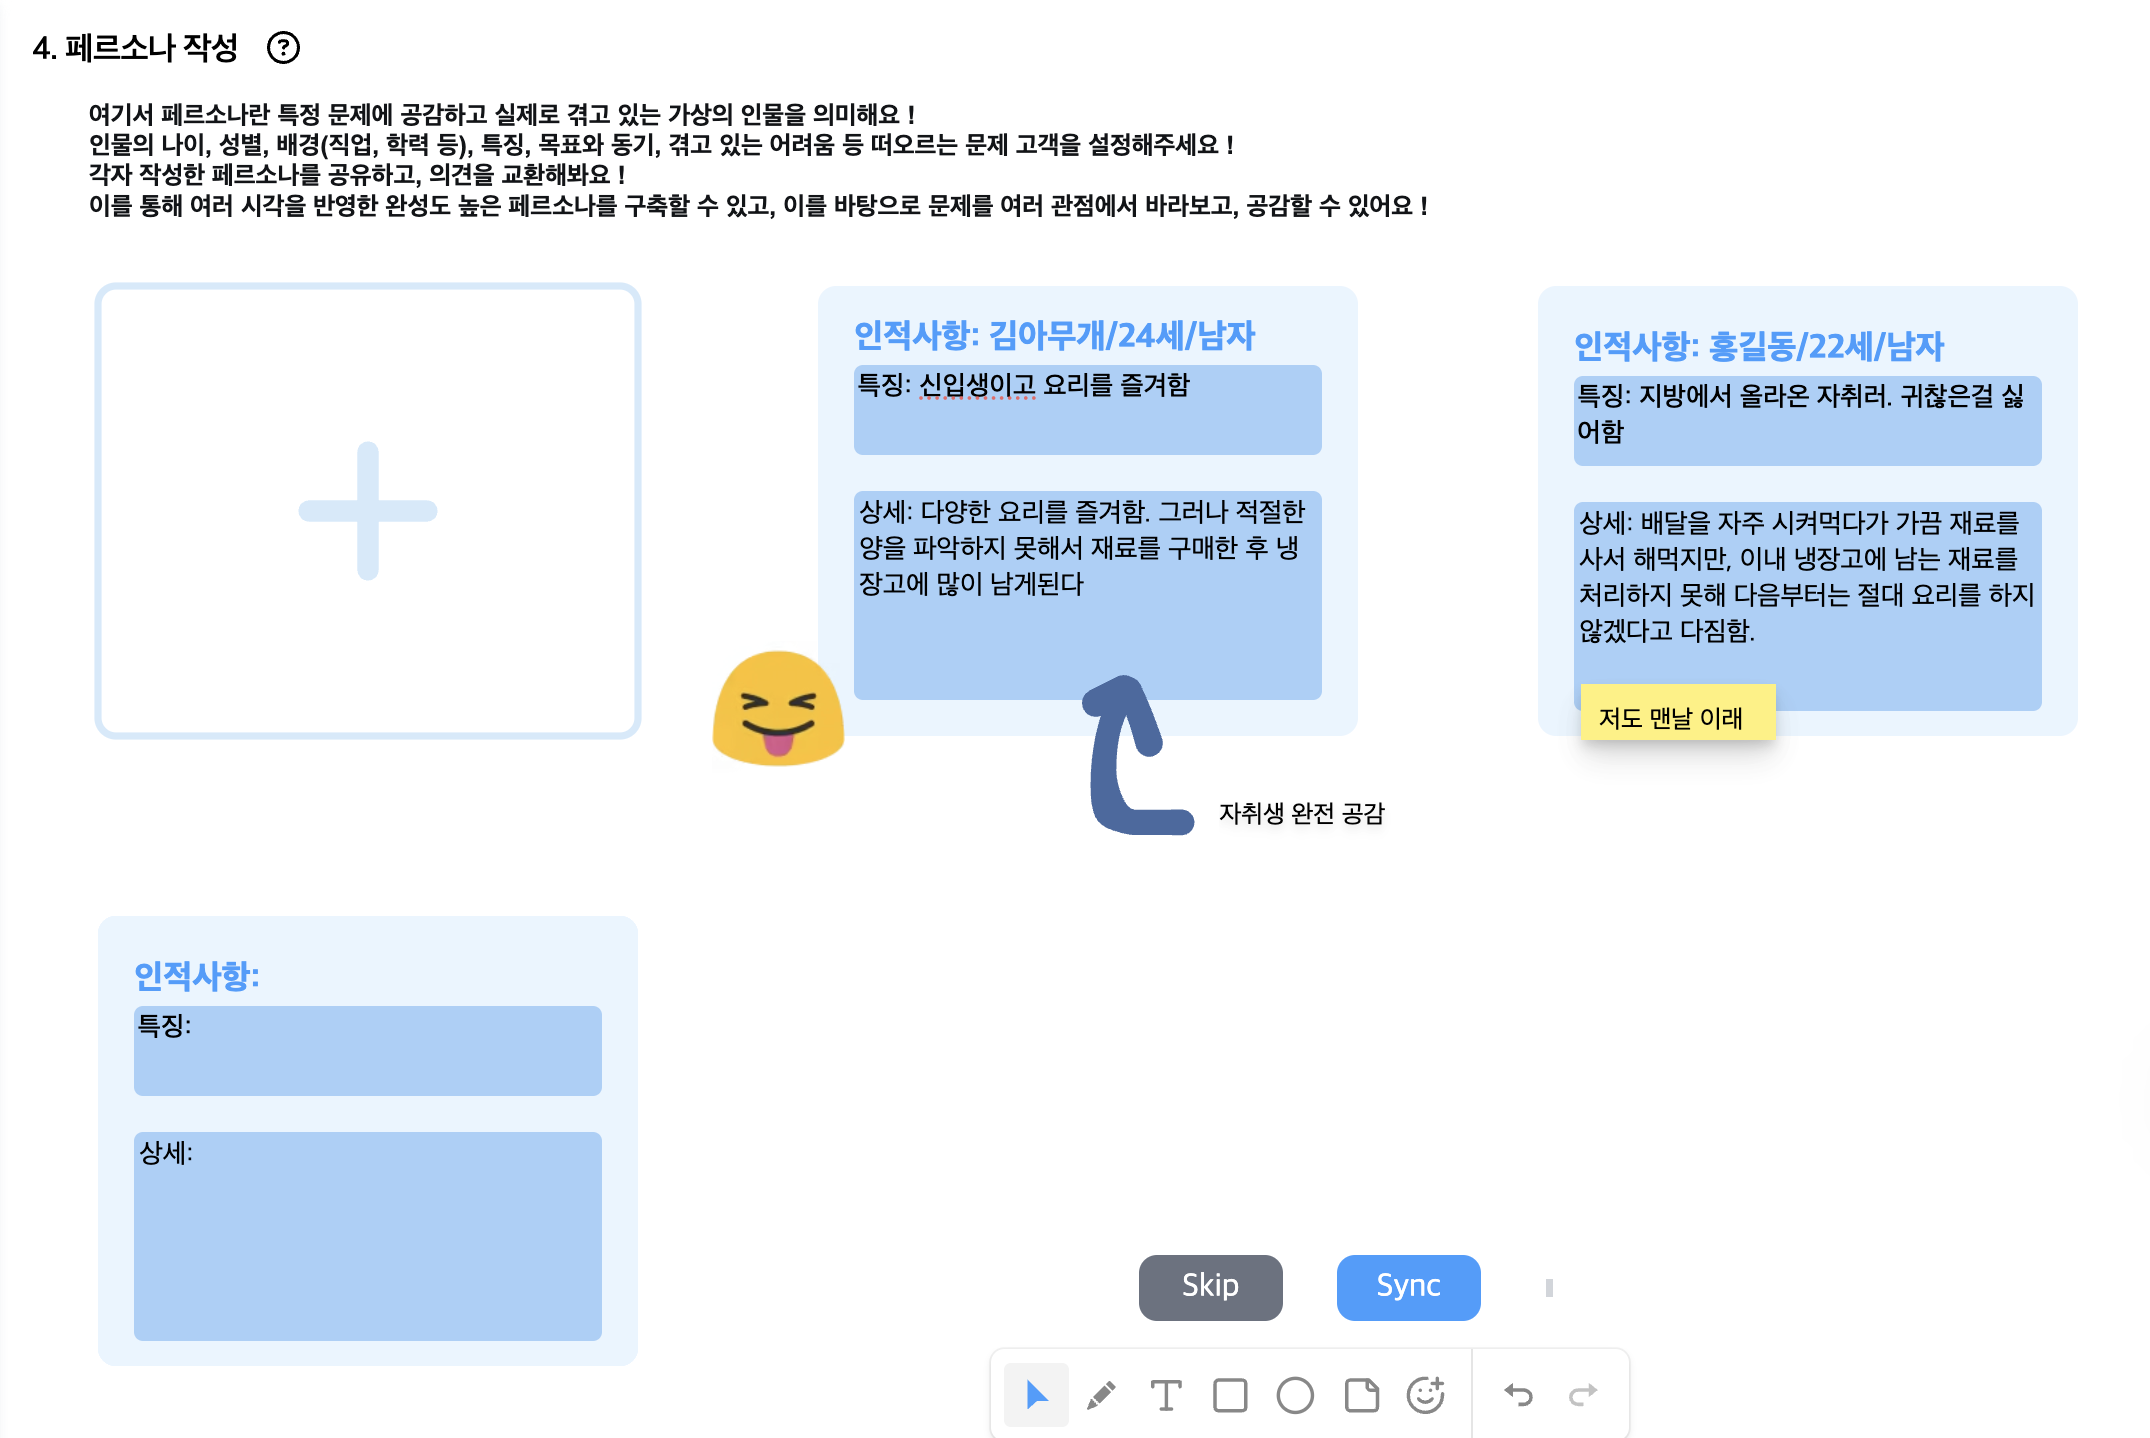 4. 페르소나 작성 ?
여기서 페르소나란 특정 문제에 공감하고 실제로 겪고 있는 가상의 인물을 의미해요 !
인물의 나이, 성별, 배경(직업, 학력 등), 특징, 목표와 동기, 겪고 있는 어려움 등 떠오르는 문제 고객을 설정해주세요 !
각자 작성한 페르소나를 공유하고, 의견을 교환해봐요 !
이를 통해 여러 시각을 반영한 완성도 높은 페르소나를 구축할 수 있고, 이를 바탕으로 문제를 여러 관점에서 바라보고, 공감할 수 있어요 !
인적사항: 김아무개/24세/남자
특징: 신입생이고 요리를 즐겨함
상세: 다양한 요리를 즐겨함. 그러나 적절한
양을 파악하지 못해서 재료를 구매한 후 냉
장고에 많이 남게된다
자취생 완전 공감
인적사항: 홍길동/22세/남자
특징: 지방에서 올라온 자취러. 귀찮은걸 싫
어함
상세: 배달을 자주 시켜먹다가 가끔 재료를
사서 해먹지만, 이내 냉장고에 남는 재료를
처리하지 못해 다음부터는 절대 요리를 하지
않겠다고 다짐함.
저도 맨날 이래
인적사항:
특징:
상세:
Skip
Sync
T